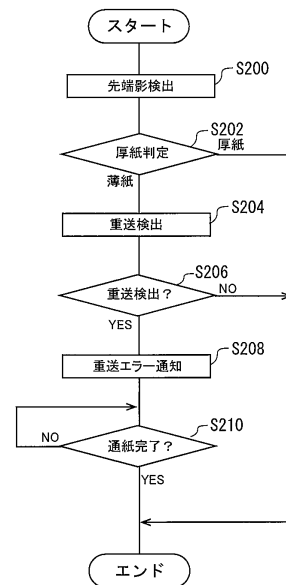 スタート
S200
先端影検出
S202
厚紙判定
厚紙
薄紙
S204
重送検出
S206
重送検出?
NO
YES
S208
重送エラー通知
S210
通紙完了?
NO
YES
エンド